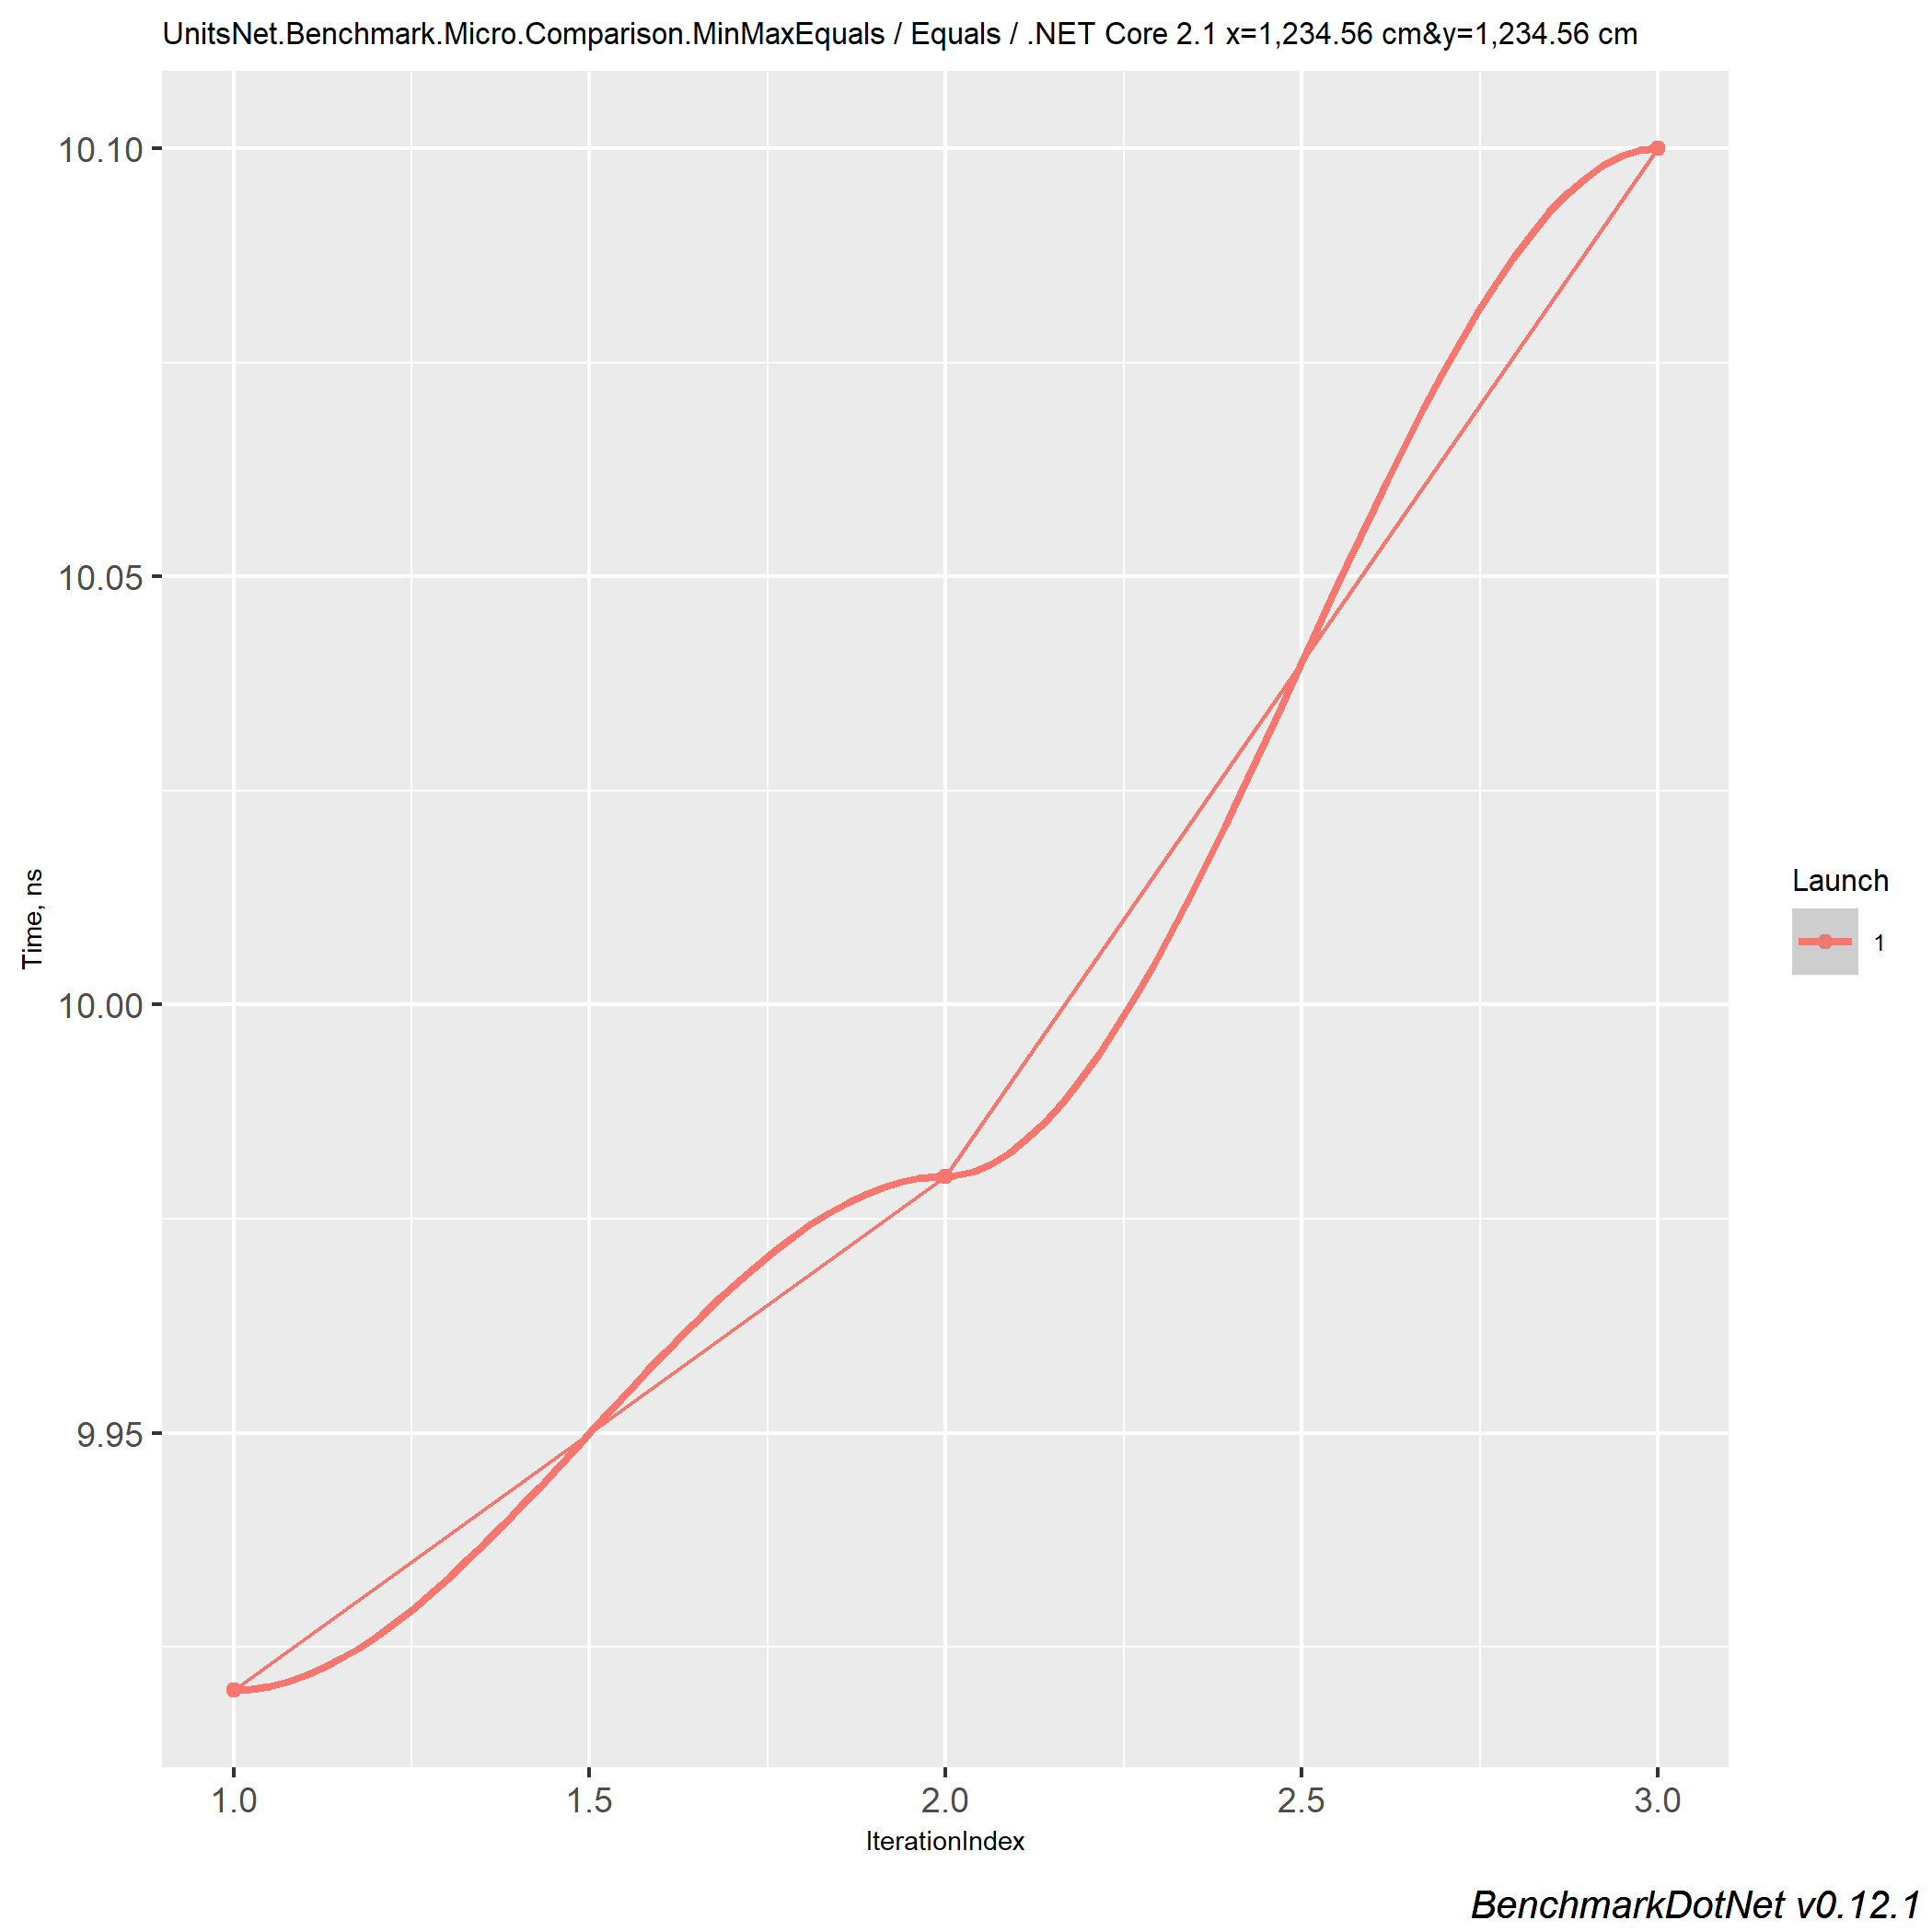 UnitsNet.Benchmark.Micro.Comparison.MinMaxEquals / Equals / .NET Core 2.1 x=1,234.56 cm&y=1,234.56 cm
10.10
10.05
10.00
9.95
Time, ns
1.0 1.5 2.0 2.5 3.0
IterationIndex
Launch
1
BenchmarkDotNet v0.12.1